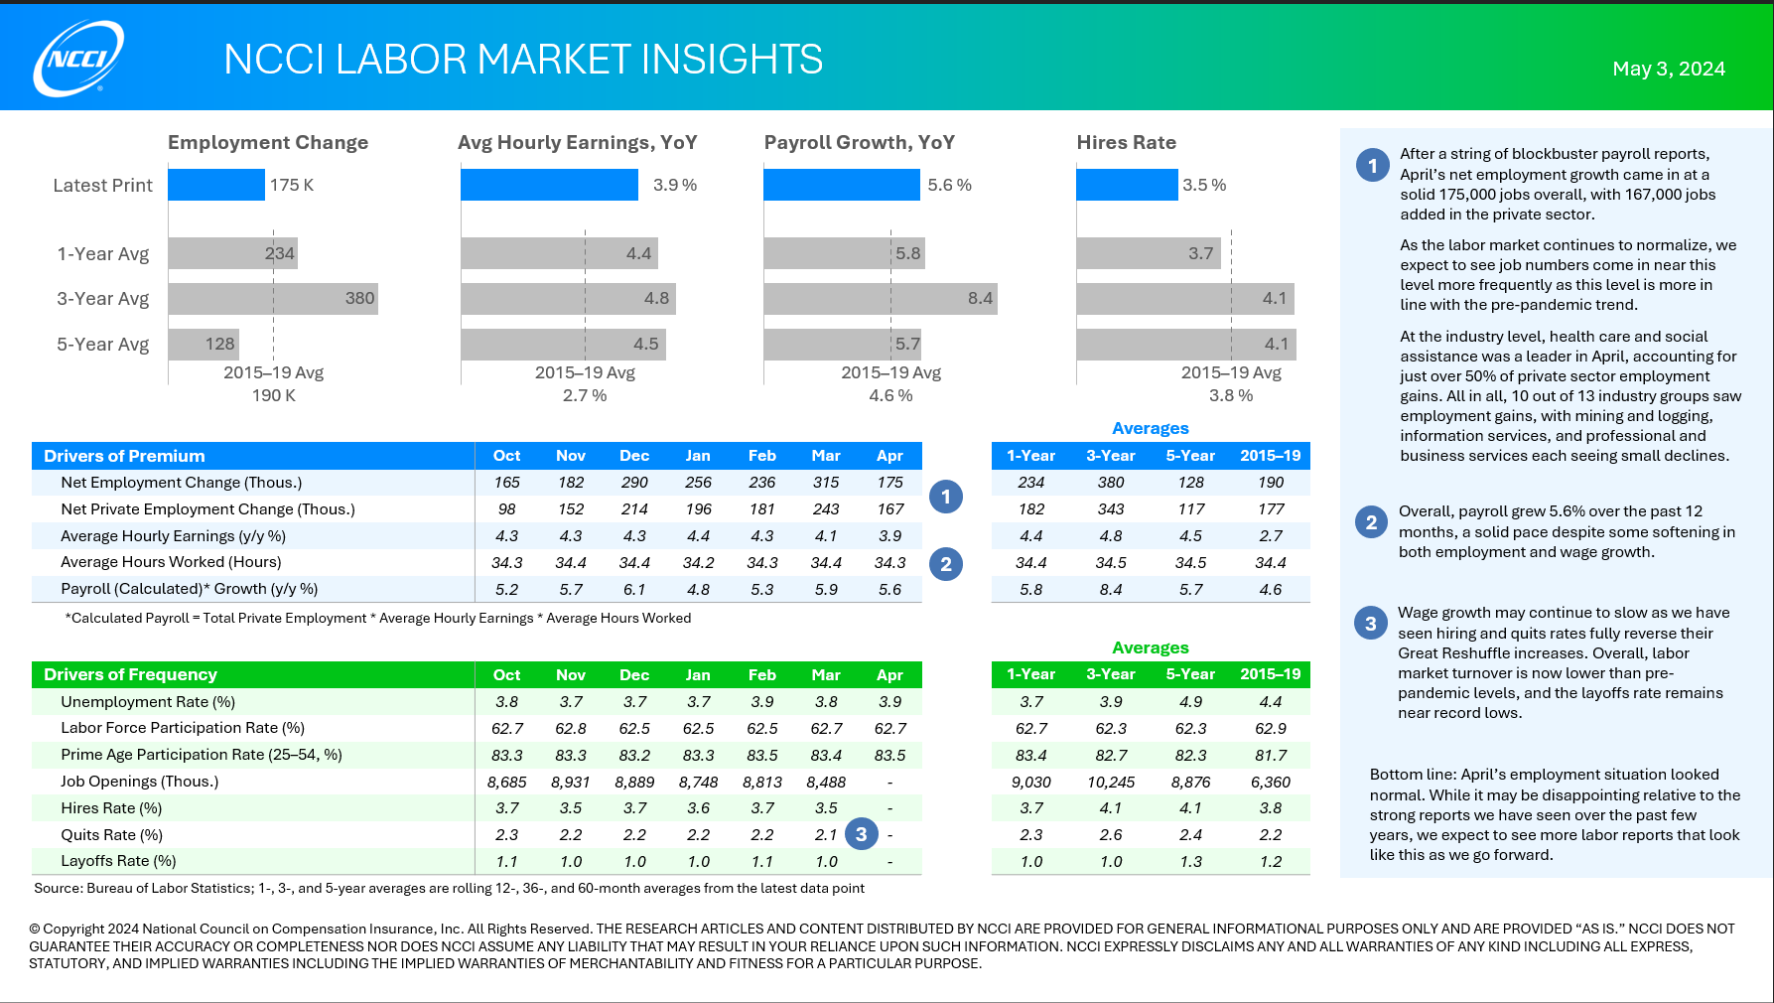 NCCI
NCCI LABOR MARKET INSIGHTS
May 3, 2024
Employment Change
Latest Print 175 K
1-Year Avg 234
3-Year Avg 380
5-Year Avg 128
2015–19 Avg
190 K
Avg Hourly Earnings, YoY
3.9 %
4.4
4.8
4.5
2015–19 Avg
2.7 %
Payroll Growth, YoY
5.6 %
5.8
8.4
5.7
2015–19 Avg
4.6 %
Hires Rate
3.5 %
3.7
4.1
4.1
2015–19 Avg
3.8 %
Averages
Drivers of Premium Oct Nov Dec Jan Feb Mar Apr 1-Year 3-Year 5-Year 2015–19
Net Employment Change (Thous.) 165 182 290 256 236 315 175 234 380 128 190
1
Net Private Employment Change (Thous.) 98 152 214 196 181 243 167 182 343 117 177
Average Hourly Earnings (y/y %) 4.3 4.3 4.3 4.4 4.3 4.1 3.9 4.4 4.8 4.5 2.7
Average Hours Worked (Hours) 34.3 34.4 34.4 34.2 34.3 34.4 34.3 2 34.4 34.5 34.5 34.4
Payroll (Calculated)* Growth (y/y %) 5.2 5.7 6.1 4.8 5.3 5.9 5.6 5.8 8.4 5.7 4.6
*Calculated Payroll = Total Private Employment * Average Hourly Earnings * Average Hours Worked
Averages
Drivers of Frequency Oct Nov Dec Jan Feb Mar Apr 1-Year 3-Year 5-Year 2015–19
Unemployment Rate (%) 3.8 3.7 3.7 3.7 3.9 3.8 3.9 3.7 3.9 4.9 4.4
Labor Force Participation Rate (%) 62.7 62.8 62.5 62.5 62.5 62.7 62.7 62.7 62.3 62.3 62.9
Prime Age Participation Rate (25–54, %) 83.3 83.3 83.2 83.3 83.5 83.4 83.5 83.4 82.7 82.3 81.7
Job Openings (Thous.) 8,685 8,931 8,889 8,748 8,813 8,488 - 9,030 10,245 8,876 6,360
Hires Rate (%) 3.7 3.5 3.7 3.6 3.7 3.5 - 3.7 4.1 4.1 3.8
Quits Rate (%) 2.3 2.2 2.2 2.2 2.2 2.1 3 - 2.3 2.6 2.4 2.2
Layoffs Rate (%) 1.1 1.0 1.0 1.0 1.1 1.0 - 1.0 1.0 1.3 1.2
Source: Bureau of Labor Statistics; 1-, 3-, and 5-year averages are rolling 12-, 36-, and 60-month averages from the latest data point
1
After a string of blockbuster payroll reports,
April's net employment growth came in at a
solid 175,000 jobs overall, with 167,000 jobs
added in the private sector.
As the labor market continues to normalize, we
expect to see job numbers come in near this
level more frequently as this level is more in
line with the pre-pandemic trend.
At the industry level, health care and social
assistance was a leader in April, accounting for
just over 50% of private sector employment
gains. All in all, 10 out of 13 industry groups saw
employment gains, with mining and logging,
information services, and professional and
business services each seeing small declines.
2
Overall, payroll grew 5.6% over the past 12
months, a solid pace despite some softening in
both employment and wage growth.
3
Wage growth may continue to slow as we have
seen hiring and quits rates fully reverse their
Great Reshuffle increases. Overall, labor
market turnover is now lower than pre-
pandemic levels, and the layoffs rate remains
near record lows.
Bottom line: April's employment situation looked
normal. While it may be disappointing relative to the
strong reports we have seen over the past few
years, we expect to see more labor reports that look
like this as we go forward.
© Copyright 2024 National Council on Compensation Insurance, Inc. All Rights Reserved. THE RESEARCH ARTICLES AND CONTENT DISTRIBUTED BY NCCI ARE PROVIDED FOR GENERAL INFORMATIONAL PURPOSES ONLY AND ARE PROVIDED “AS IS.” NCCI DOES NOT
GUARANTEE THEIR ACCURACY OR COMPLETENESS NOR DOES NCCI ASSUME ANY LIABILITY THAT MAY RESULT IN YOUR RELIANCE UPON SUCH INFORMATION. NCCI EXPRESSLY DISCLAIMS ANY AND ALL WARRANTIES OF ANY KIND INCLUDING ALL EXPRESS,
STATUTORY, AND IMPLIED WARRANTIES INCLUDING THE IMPLIED WARRANTIES OF MERCHANTABILITY AND FITNESS FOR A PARTICULAR PURPOSE.